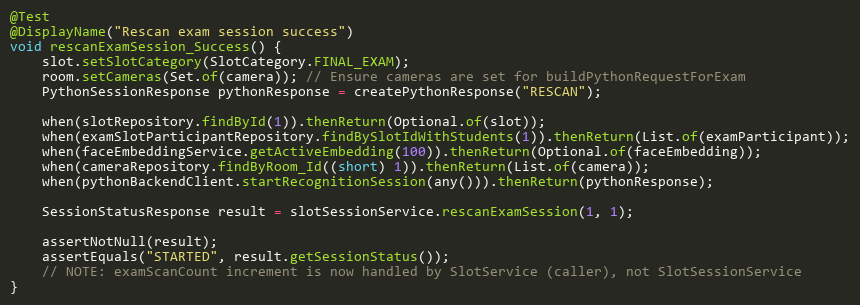 @Test
@DisplayName("Rescan exam session success")
void rescanExamSession_Success() {
    slot.setSlotCategory(SlotCategory.FINAL_EXAM);
    room.setCameras(Set.of(camera)); // Ensure cameras are set for buildPythonRequestForExam
    PythonSessionResponse pythonResponse = createPythonResponse("RESCAN");

    when(slotRepository.findById(1)).thenReturn(Optional.of(slot));
    when(examSlotParticipantRepository.findBySlotIdWithStudents(1)).thenReturn(List.of(examParticipant));
    when(faceEmbeddingService.getActiveEmbedding(100)).thenReturn(Optional.of(faceEmbedding));
    when(cameraRepository.findByRoom_Id((short) 1)).thenReturn(List.of(camera));
    when(pythonBackendClient.startRecognitionSession(any())).thenReturn(pythonResponse);

    SessionStatusResponse result = slotSessionService.rescanExamSession(1, 1);

    assertNotNull(result);
    assertEquals("STARTED", result.getSessionStatus());
    // NOTE: examScanCount increment is now handled by SlotService (caller), not SlotSessionService
}